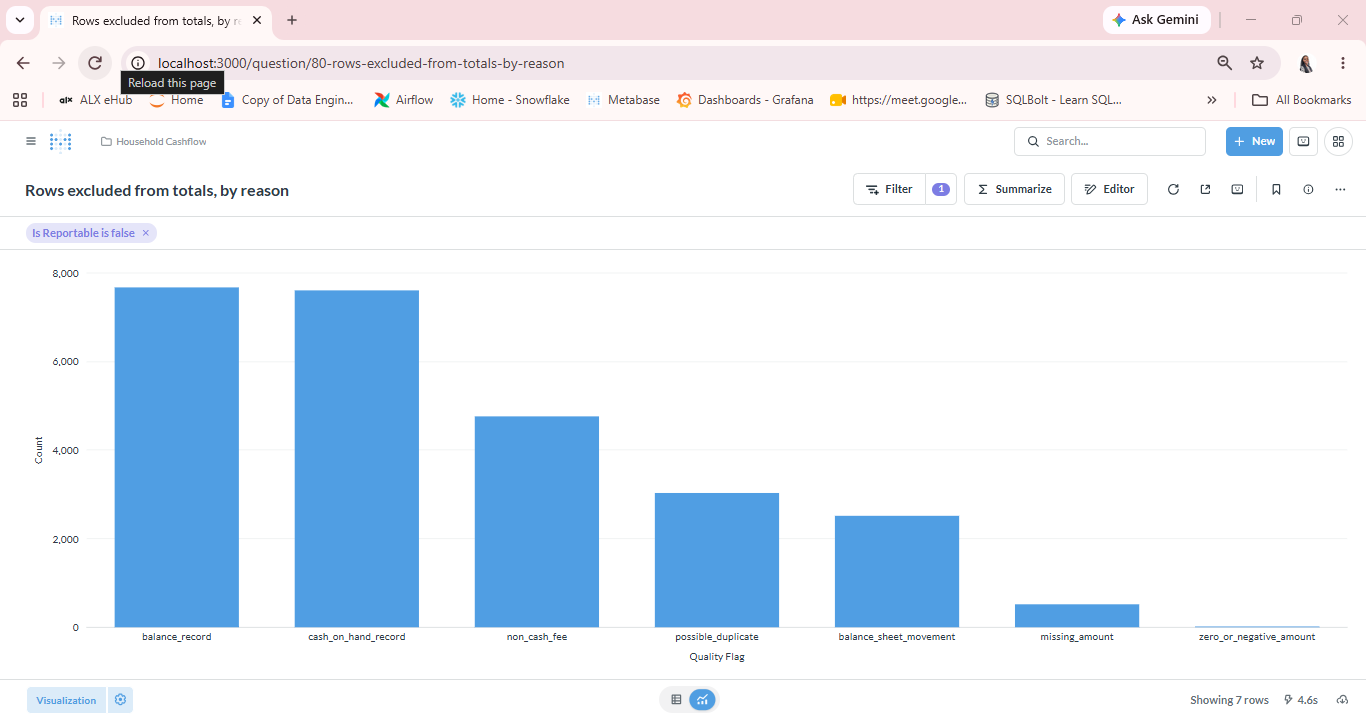 Rows excluded from totals, by re
Ask Gemini
localhost:3000/question/80-rows-excluded-from-totals-by-reason
Reload this page
alx ALX eHub
Home
Copy of Data Engin...
Airflow
Home - Snowflake
Metabase
Dashboards - Grafana
https://meet.google...
SQLBolt - Learn SQL...
All Bookmarks
Household Cashflow
Search...
+ New
Rows excluded from totals, by reason
Filter 1
Summarize
Editor
Is Reportable is false
8,000
6,000
4,000
2,000
0
Count
balance_record
cash_on_hand_record
non_cash_fee
possible_duplicate
balance_sheet_movement
missing_amount
zero_or_negative_amount
Quality Flag
Visualization
Showing 7 rows
4.6s